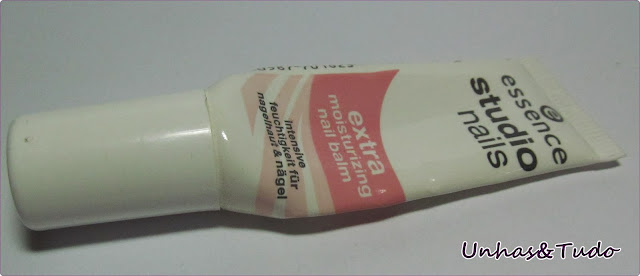 essence
studio
nails
extra
moisturizing
nail balm
intensive
feuchtigkeit für
nagelhaut & nägel
Unhas&Tudo